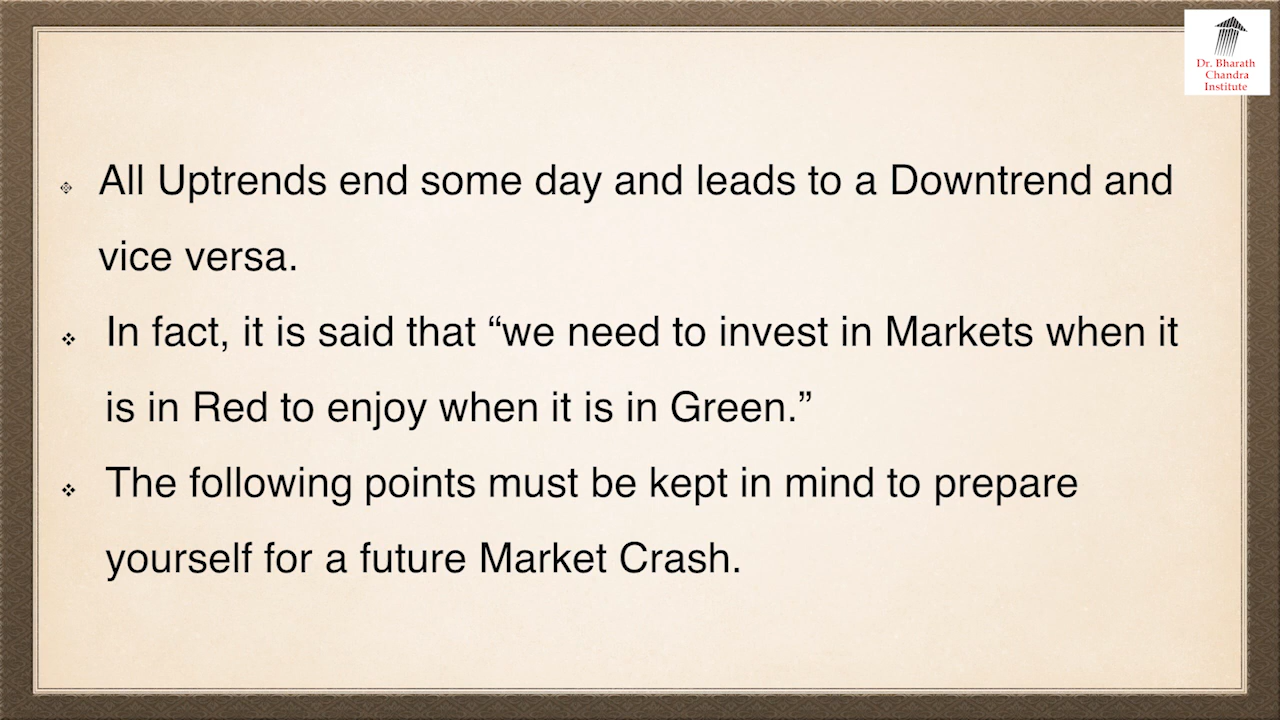 Dr. Bharath
Chandra
Institute
❖ All Uptrends end some day and leads to a Downtrend and
vice versa.
❖ In fact, it is said that “we need to invest in Markets when it
is in Red to enjoy when it is in Green.”
❖ The following points must be kept in mind to prepare
yourself for a future Market Crash.